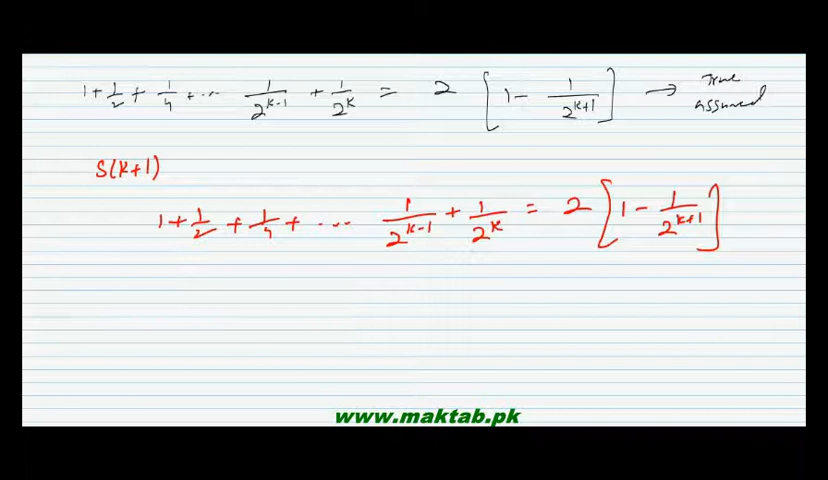 1 + 1/2 + 1/4 + ... 1/2^(k-1) + 1/2^k = 2 [1 - 1/2^(k+1)] → true
assumed
S(k+1)
1 + 1/2 + 1/4 + ... 1/2^(k-1) + 1/2^k = 2 [1 - 1/2^(k+1)]
www.maktab.pk